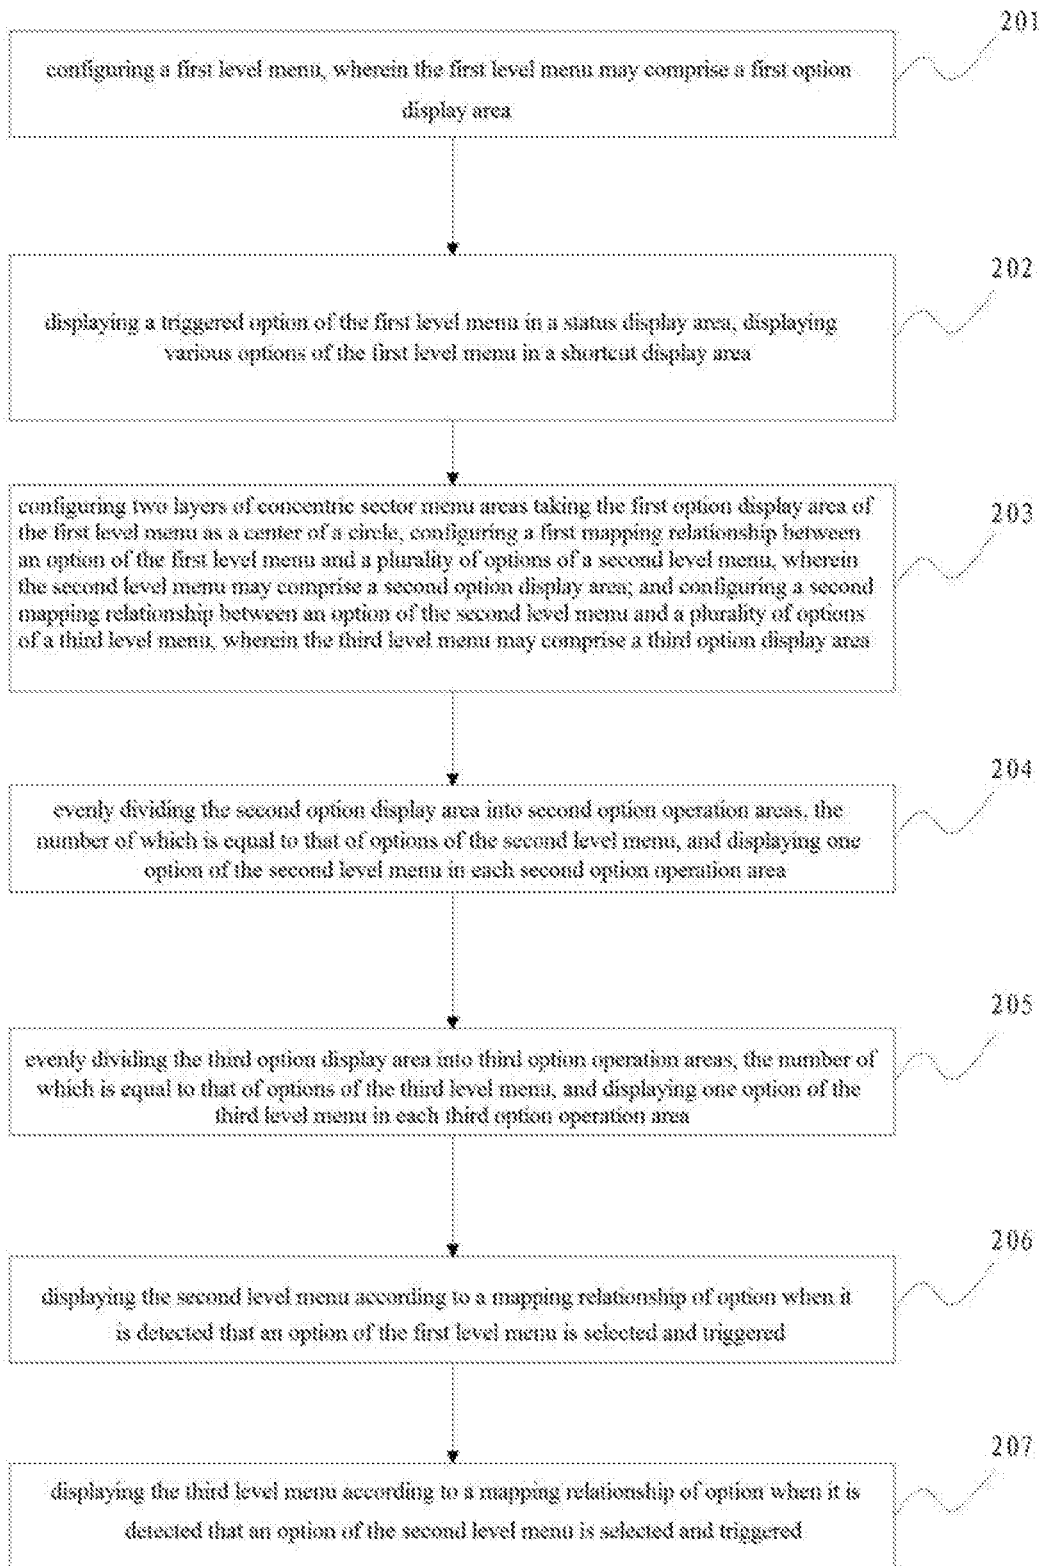 201
configuring a first level menu, wherein the first level menu may comprise a first option
display area
202
displaying a triggered option of the first level menu in a status display area, displaying
various options of the first level menu in a shortcut display area
203
configuring two layers of concentric sector menu areas taking the first option display area of
the first level menu as a center of a circle, configuring a first mapping relationship between
an option of the first level menu and a plurality of options of a second level menu, wherein
the second level menu may comprise a second option display area; and configuring a second
mapping relationship between an option of the second level menu and a plurality of options
of a third level menu, wherein the third level menu may comprise a third option display area
204
evenly dividing the second option display area into second option operation areas, the
number of which is equal to that of options of the second level menu, and displaying one
option of the second level menu in each second option operation area
205
evenly dividing the third option display area into third option operation areas, the number of
which is equal to that of options of the third level menu, and displaying one option of the
third level menu in each third option operation area
206
displaying the second level menu according to a mapping relationship of option when it
is detected that an option of the first level menu is selected and triggered
207
displaying the third level menu according to a mapping relationship of option when it is
detected that an option of the second level menu is selected and triggered